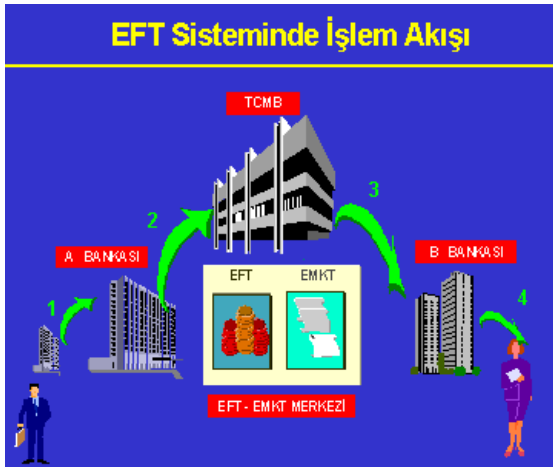 EFT Sisteminde İşlem Akışı
TCMB
2
3
A BANKASI
B BANKASI
EFT
EMKT
1
4
EFT - EMKT MERKEZİ